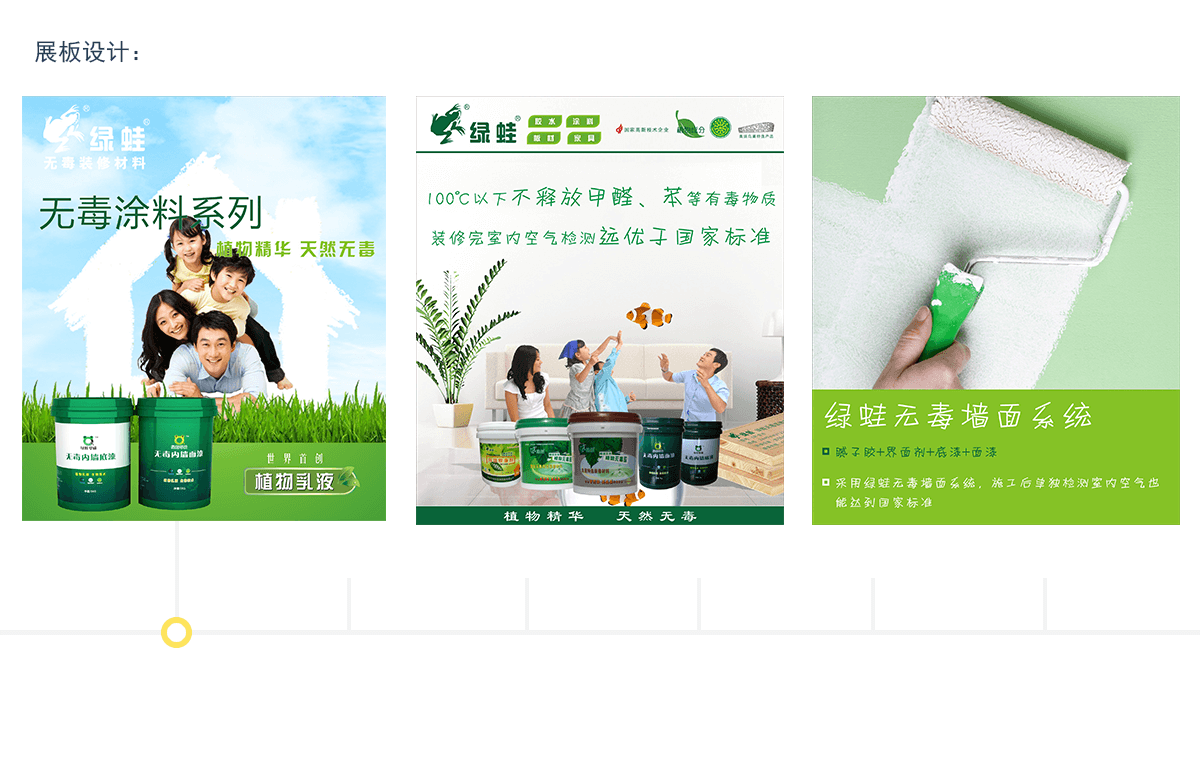 展板设计：
绿蛙®
无毒装修材料
无毒涂料系列
植物精华 天然无毒
无毒内墙底漆
无毒内墙面漆
世界首创
植物乳液
绿蛙®
胶水 涂料
板材 家具
国家高新技术企业
100℃以下不释放甲醛、苯等有毒物质
装修完室内空气检测远优于国家标准
植物精华 天然无毒
绿蛙无毒墙面系统
腻子胶+界面剂+底漆+面漆
采用绿蛙无毒墙面系统，施工后单独检测室内空气也
能达到国家标准